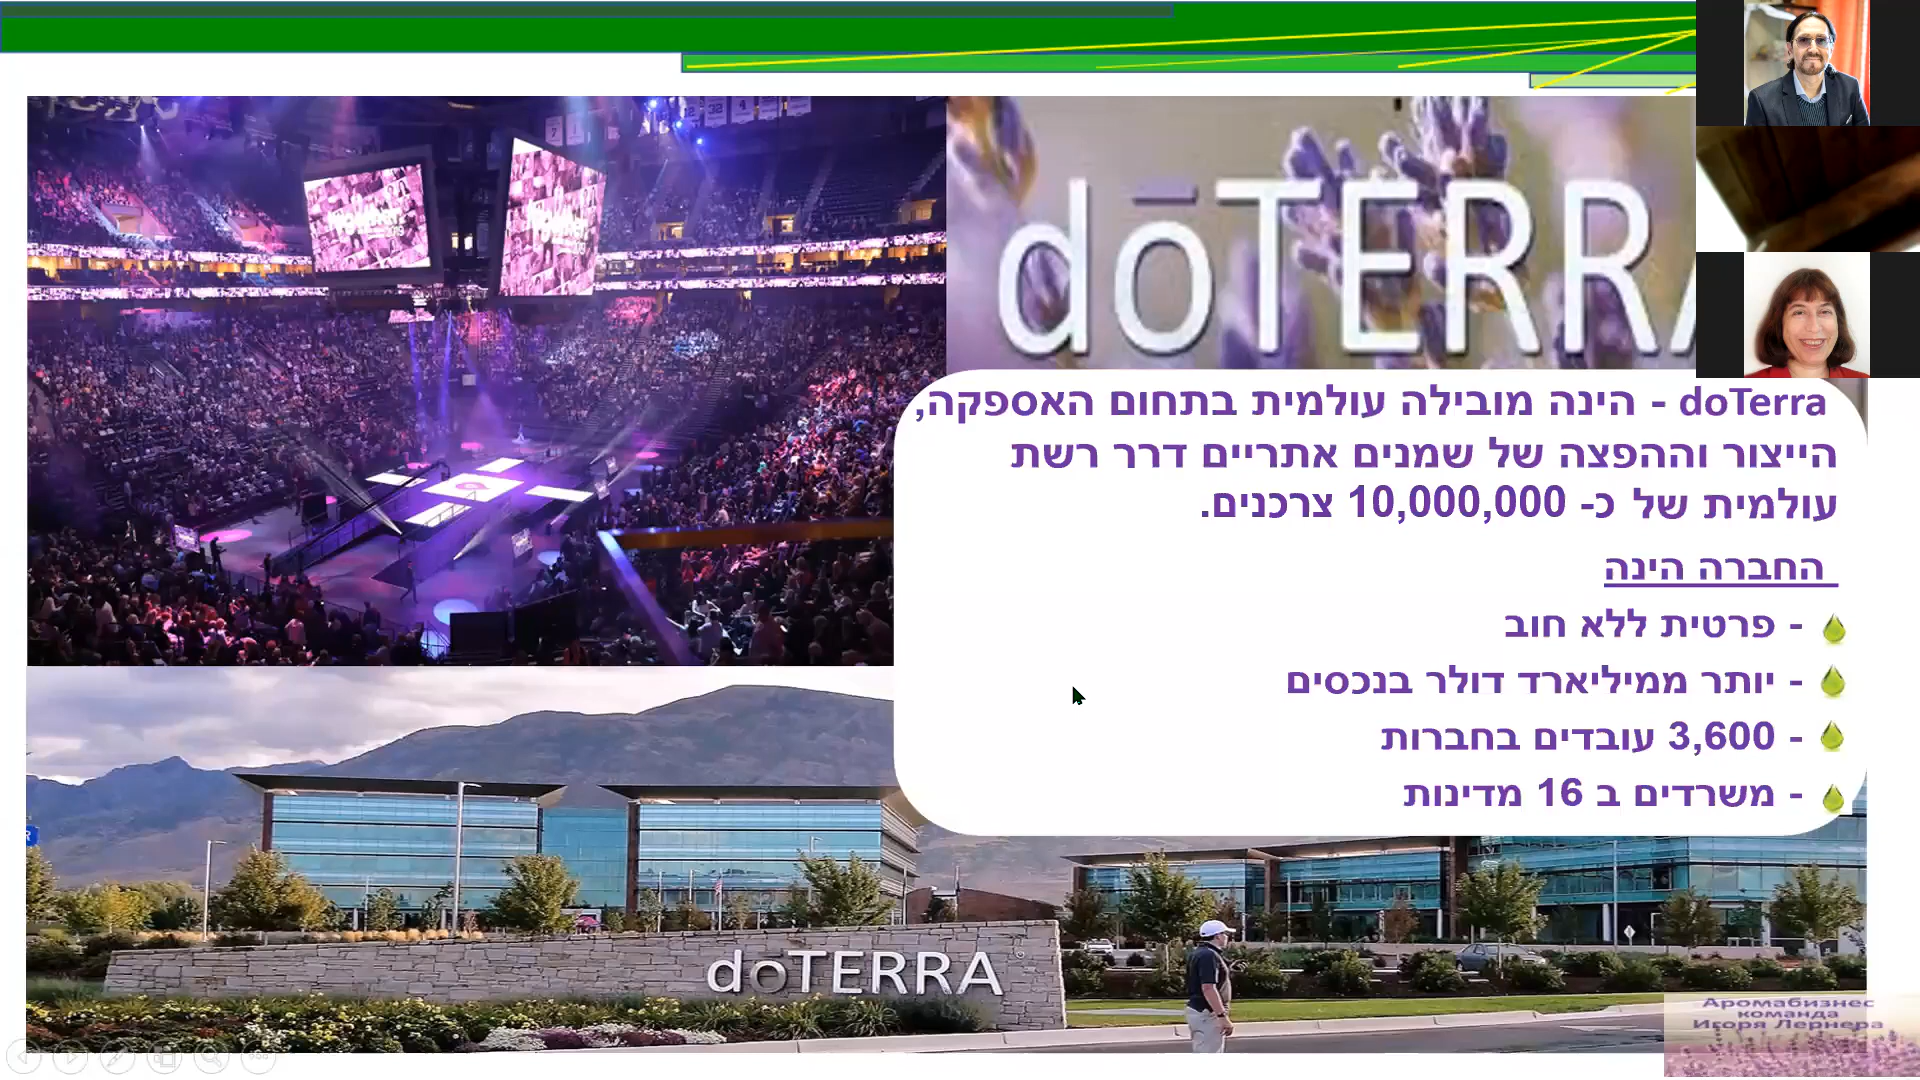 dōTERRA
doTerra - הינה מובילה עולמית בתחום האספקה,
הייצור וההפצה של שמנים אתריים דרך רשת
עולמית של כ- 10,000,000 צרכנים.
החברה הינה
- פרטית ללא חוב
- יותר ממיליארד דולר בנכסים
- 3,600 עובדים בחברות
- משרדים ב 16 מדינות
doTERRA
Аромабизнес
команда
Игоря Лернера